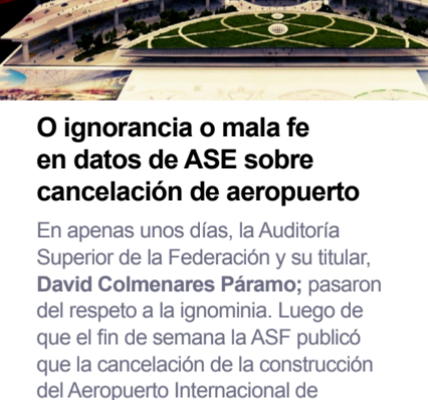 O ignorancia o mala fe
en datos de ASE sobre
cancelación de aeropuerto
En apenas unos días, la Auditoría
Superior de la Federación y su titular,
David Colmenares Páramo; pasaron
del respeto a la ignominia. Luego de
que el fin de semana la ASF publicó
que la cancelación de la construcción
del Aeropuerto Internacional de